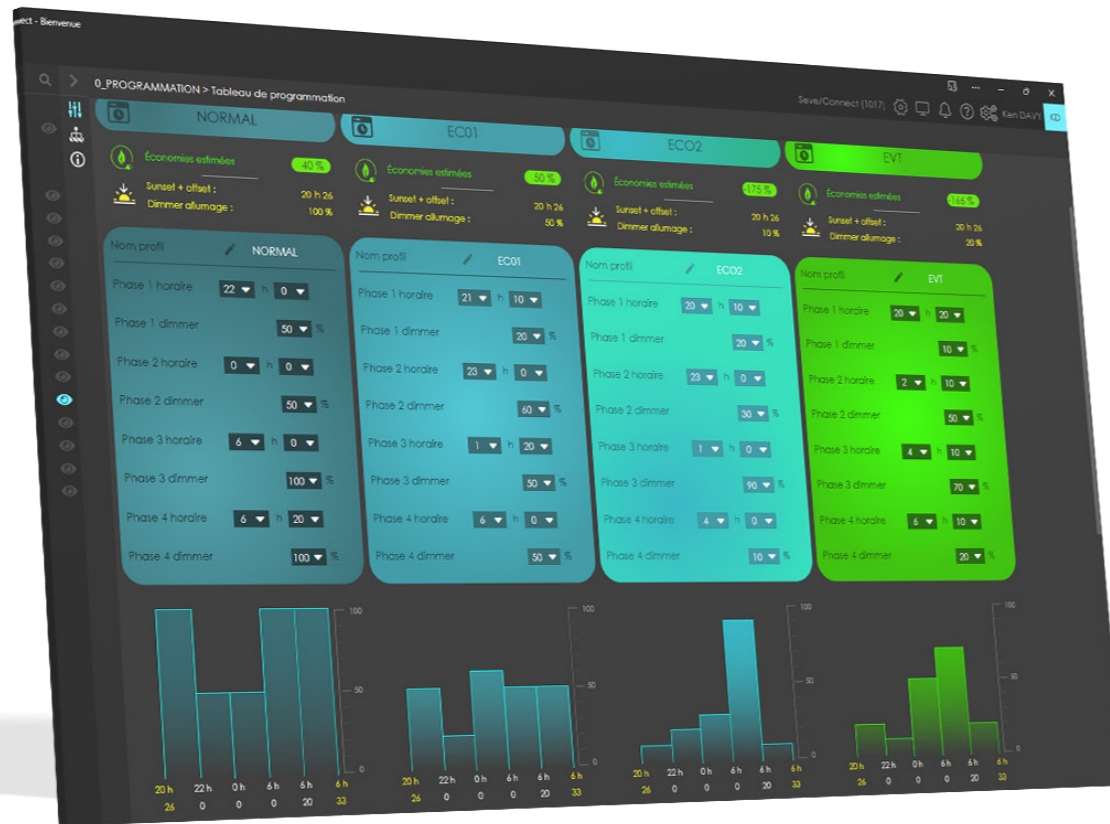 ect - Bienvenue
0_PROGRAMMATION > Tableau de programmation
Seve/Connect (1017)
Ken DAVY
KD
NORMAL
Économies estimées
40 %
Sunset + offset :
20 h 26
Dimmer allumage :
100 %
EC01
Économies estimées
50 %
Sunset + offset :
20 h 26
Dimmer allumage :
50 %
ECO2
Économies estimées
-175 %
Sunset + offset :
20 h 26
Dimmer allumage :
10 %
EVT
Économies estimées
-166 %
Sunset + offset :
20 h 26
Dimmer allumage :
20 %
Nom profil NORMAL
Phase 1 horaire 22 h 0
Phase 1 dimmer 50 %
Phase 2 horaire 0 h 0
Phase 2 dimmer 50 %
Phase 3 horaire 6 h 0
Phase 3 dimmer 100 %
Phase 4 horaire 6 h 20
Phase 4 dimmer 100 %
Nom profil EC01
Phase 1 horaire 21 h 10
Phase 1 dimmer 20 %
Phase 2 horaire 23 h 0
Phase 2 dimmer 60 %
Phase 3 horaire 1 h 20
Phase 3 dimmer 50 %
Phase 4 horaire 6 h 0
Phase 4 dimmer 50 %
Nom profil ECO2
Phase 1 horaire 20 h 10
Phase 1 dimmer 20 %
Phase 2 horaire 23 h 0
Phase 2 dimmer 30 %
Phase 3 horaire 1 h 0
Phase 3 dimmer 90 %
Phase 4 horaire 4 h 0
Phase 4 dimmer 10 %
Nom profil EVT
Phase 1 horaire 20 h 20
Phase 1 dimmer 10 %
Phase 2 horaire 2 h 10
Phase 2 dimmer 50 %
Phase 3 horaire 4 h 10
Phase 3 dimmer 70 %
Phase 4 horaire 6 h 10
Phase 4 dimmer 20 %
100
50
0
20 h 22 h 0 h 6 h 6 h 6 h
26 0 0 0 20 33
100
50
0
20 h 22 h 0 h 6 h 6 h 6 h
26 0 0 0 20 33
100
50
0
20 h 22 h 0 h 6 h 6 h 6 h
26 0 0 0 20 33
100
50
0
20 h 22 h 0 h 6 h 6 h 6 h
26 0 0 0 20 33